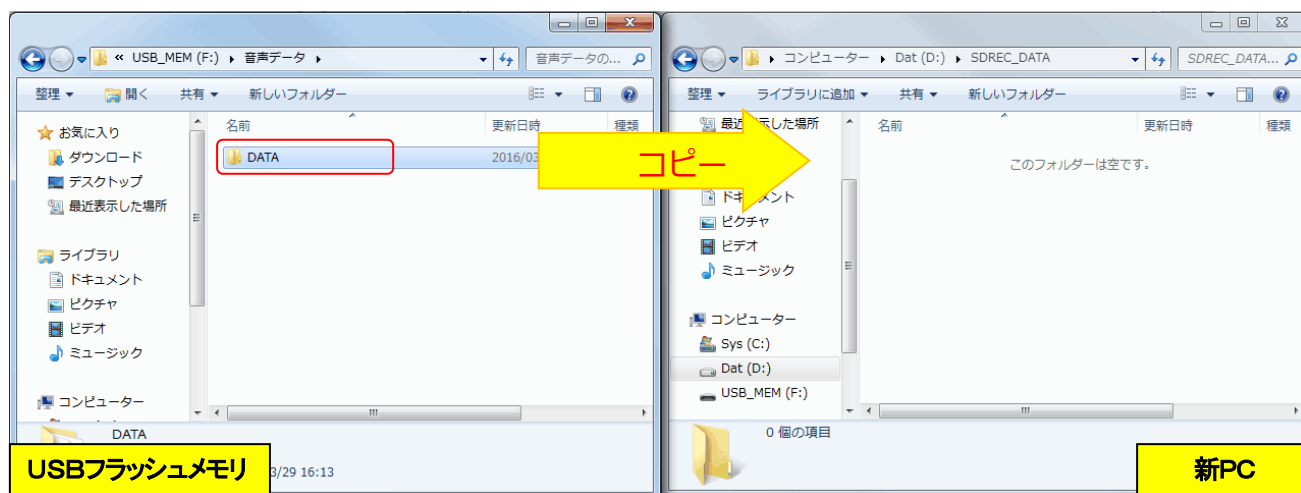 « USB_MEM (F:) ▸ 音声データ ▸
音声データの...
整理 ▼ 開く 共有 ▼ 新しいフォルダー
お気に入り
ダウンロード
デスクトップ
最近表示した場所
ライブラリ
ドキュメント
ピクチャ
ビデオ
ミュージック
コンピューター
名前 更新日時 種類
DATA 2016/03
DATA
3/29 16:13
USBフラッシュメモリ
コピー
▸ コンピューター ▸ Dat (D:) ▸ SDREC_DATA
SDREC_DATA...
整理 ▼ ライブラリに追加 ▼ 共有 ▼ 新しいフォルダー
最近表示した場所
ドキュメント
ピクチャ
ビデオ
ミュージック
コンピューター
Sys (C:)
Dat (D:)
USB_MEM (F:)
名前 更新日時 種類
このフォルダーは空です。
0 個の項目
新PC